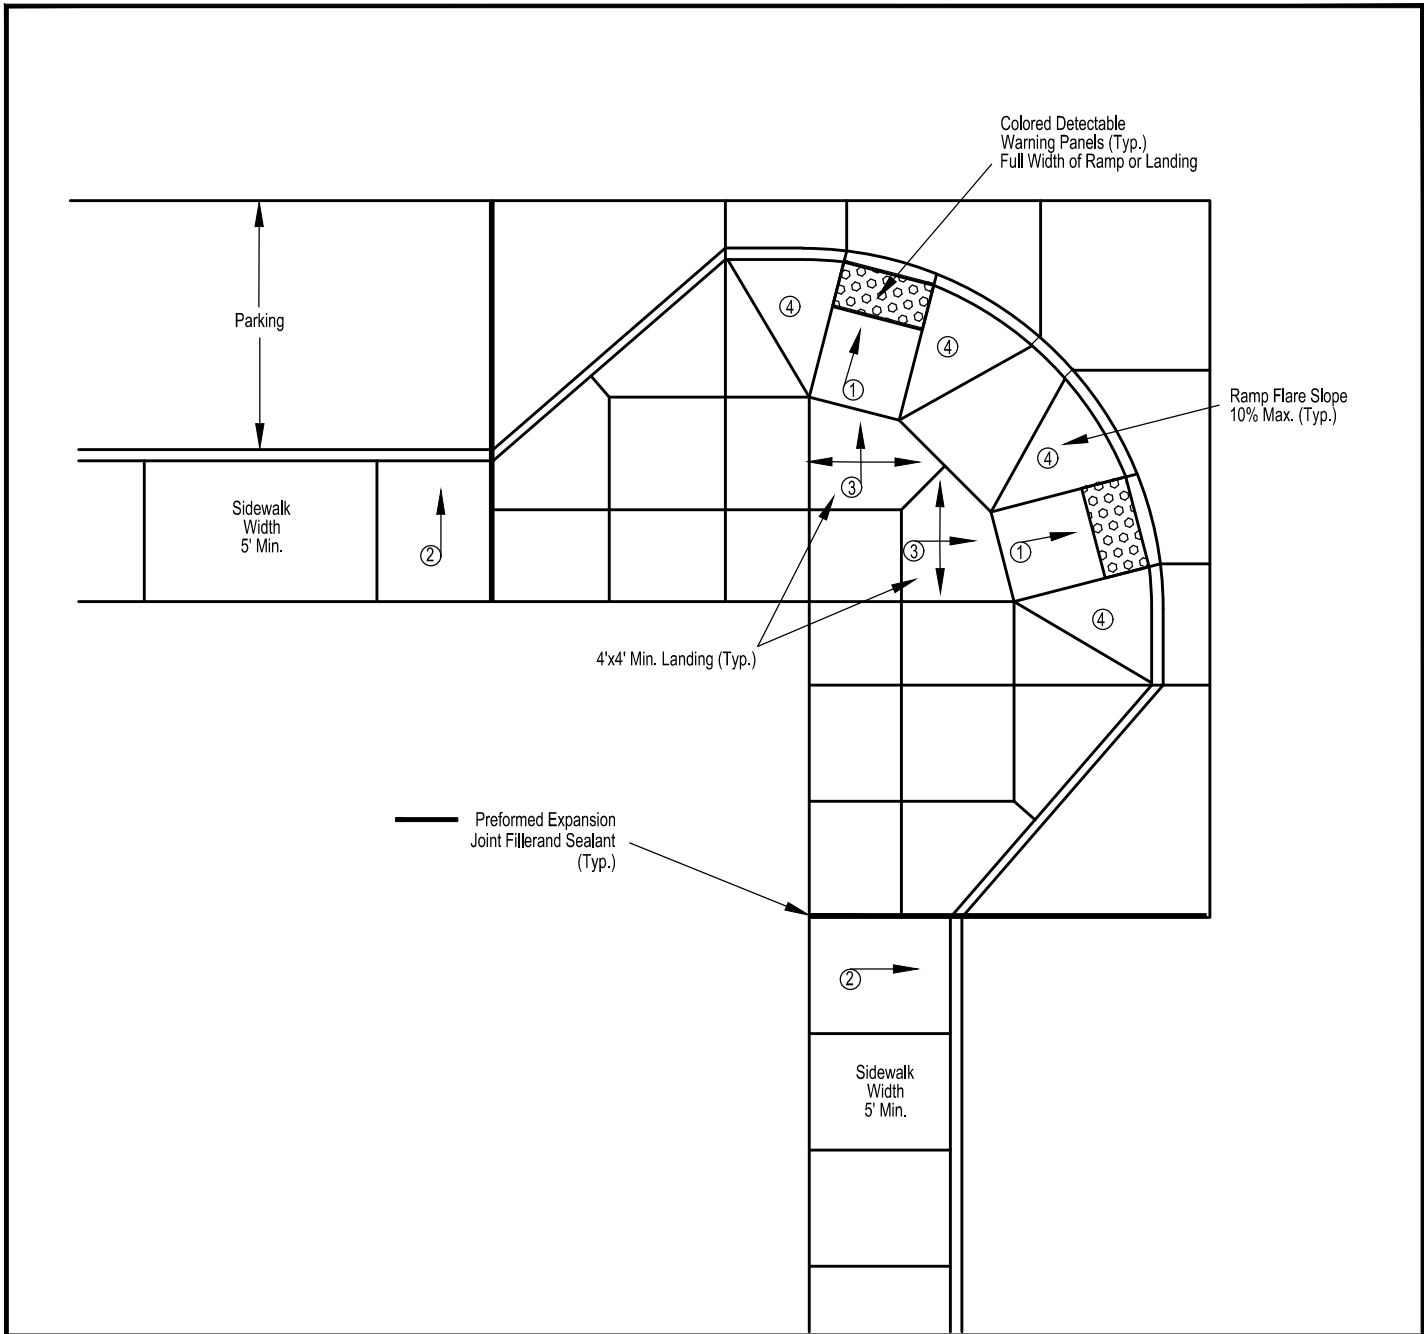 Colored Detectable
Warning Panels (Typ.)
Full Width of Ramp or Landing
Parking
4
4
1
Ramp Flare Slope
10% Max. (Typ.)
4
3
Sidewalk
Width
5' Min.
2
3
1
4
4'x4' Min. Landing (Typ.)
Preformed Expansion
Joint Fillerand Sealant
(Typ.)
2
Sidewalk
Width
5' Min.